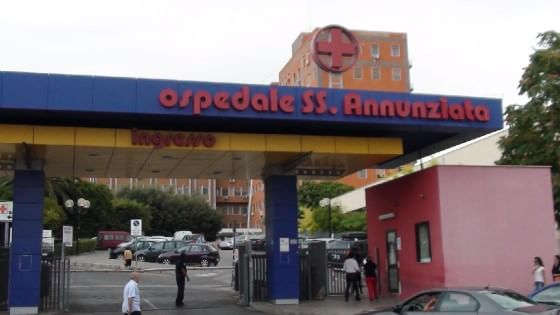 ospedale SS. Annunziata
ingresso